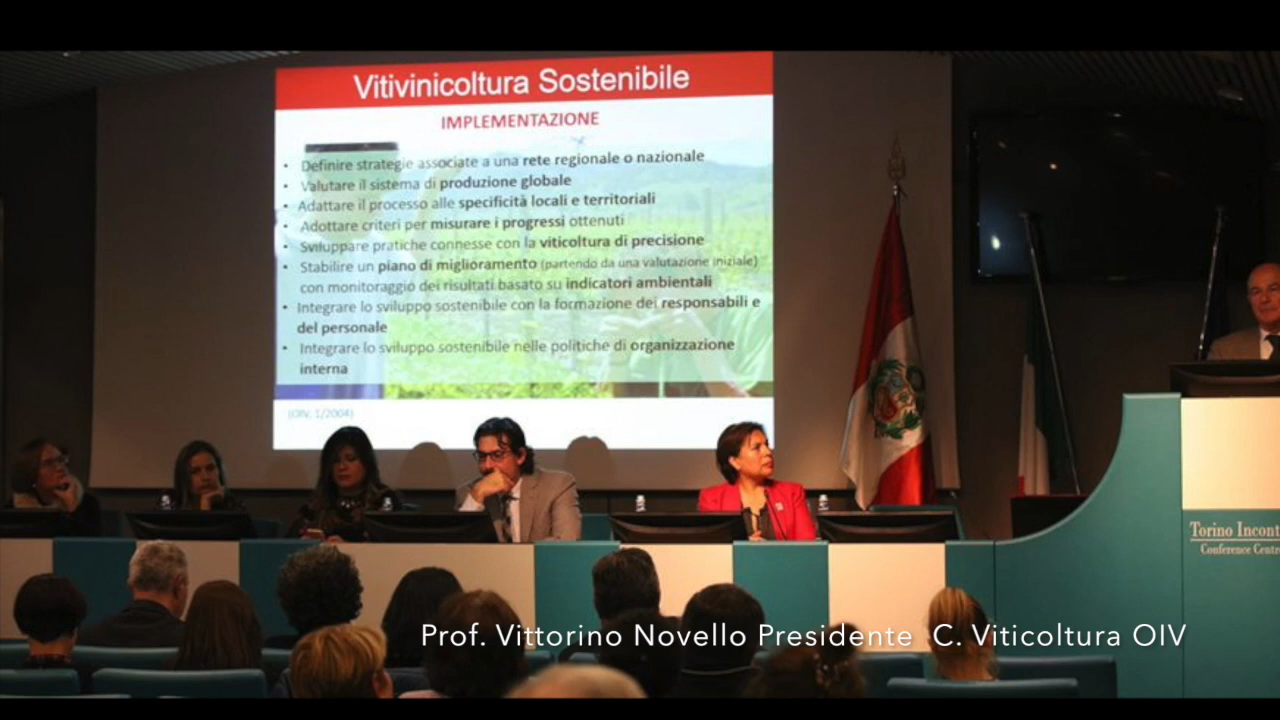 Vitivinicoltura Sostenibile
IMPLEMENTAZIONE
• Definire strategie associate a una rete regionale o nazionale
• Valutare il sistema di produzione globale
• Adattare il processo alle specificità locali e territoriali
• Adottare criteri per misurare i progressi ottenuti
• Sviluppare pratiche connesse con la viticoltura di precisione
• Stabilire un piano di miglioramento (partendo da una valutazione iniziale)
con monitoraggio dei risultati basato su indicatori ambientali
• Integrare lo sviluppo sostenibile con la formazione dei responsabili e
del personale
• Integrare lo sviluppo sostenibile nelle politiche di organizzazione
interna
(OIV, 1/2004)
Torino Incont
Conference Centr
Prof. Vittorino Novello Presidente C. Viticoltura OIV